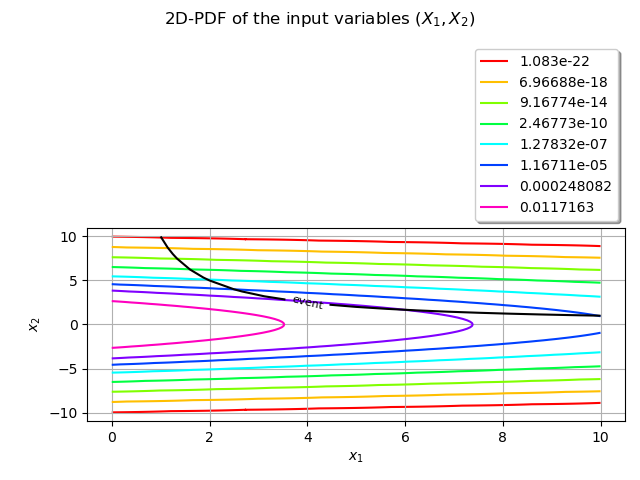 2D-PDF of the input variables (X₁, X₂)
1.083e-22
6.96688e-18
9.16774e-14
2.46773e-10
1.27832e-07
1.16711e-05
0.000248082
0.0117163
10
5
0
−5
−10
x₂
event
0 2 4 6 8 10
x₁